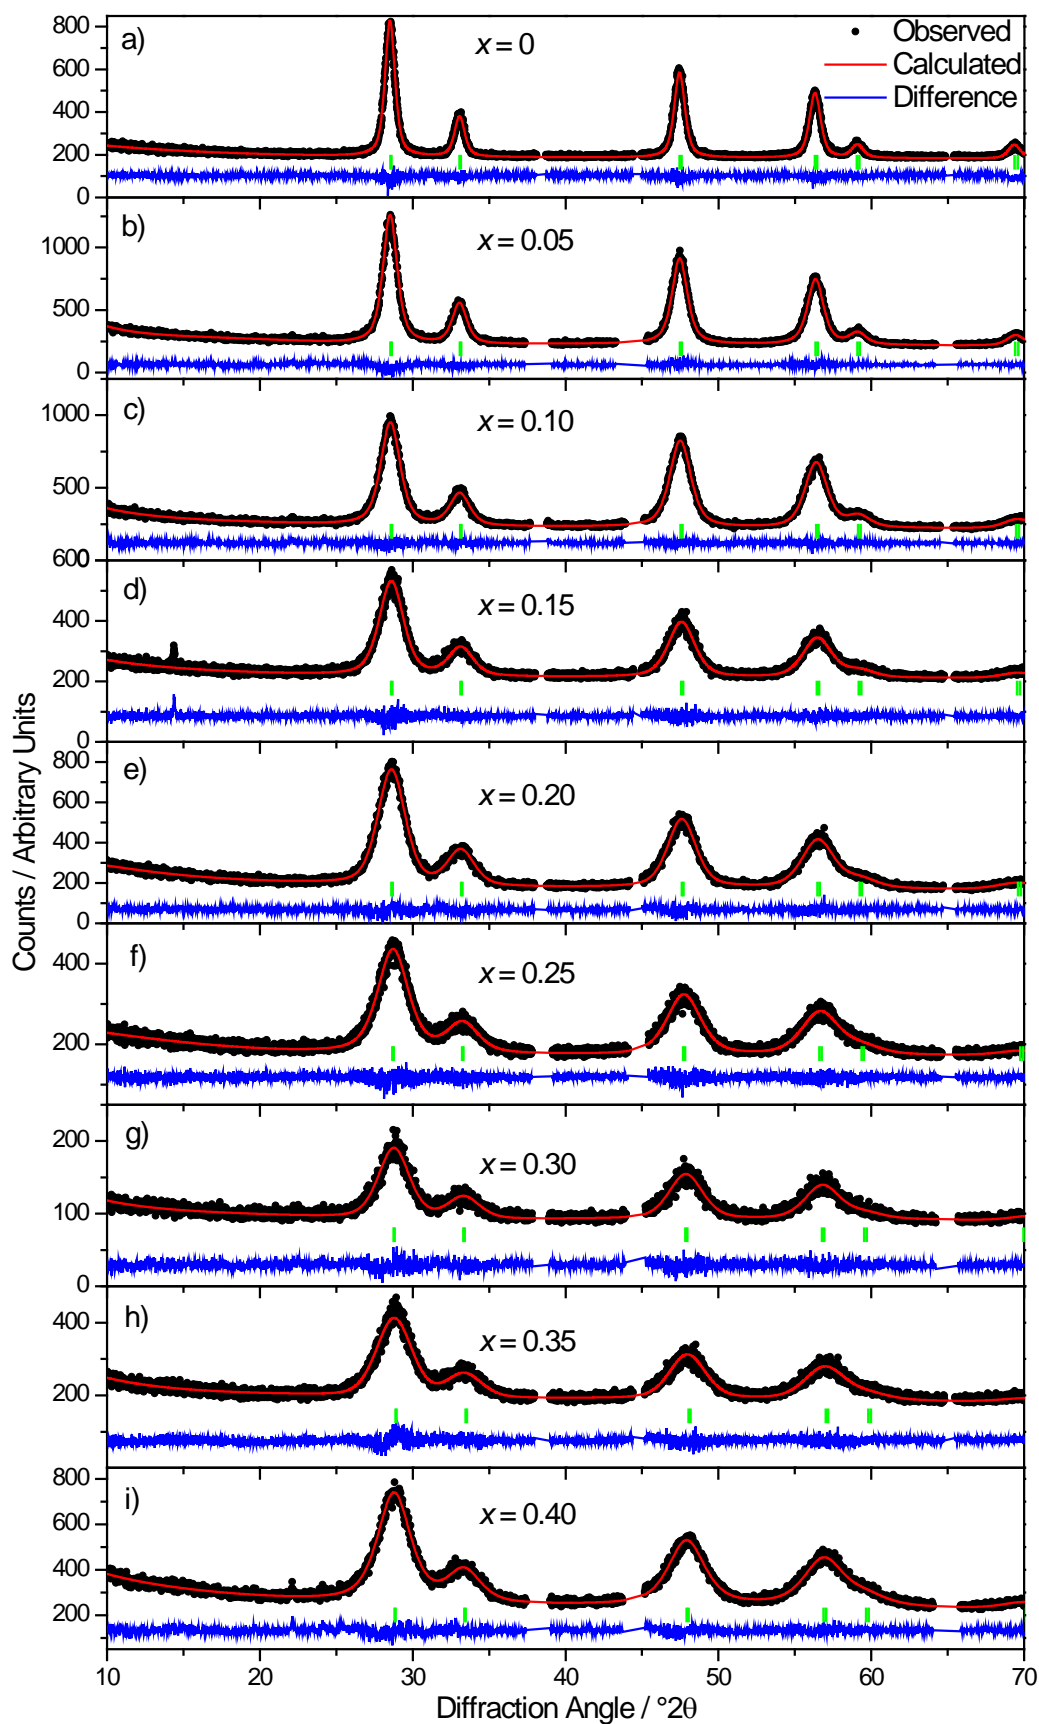 a)
x = 0
Observed
Calculated
Difference
800
600
400
200
0
b)
x = 0.05
1000
500
0
c)
x = 0.10
1000
500
0
d)
x = 0.15
600
400
200
0
e)
x = 0.20
800
600
400
200
0
f)
x = 0.25
400
200
g)
x = 0.30
200
100
0
h)
x = 0.35
400
200
i)
x = 0.40
800
600
400
200
10
20
30
40
50
60
70
Counts / Arbitrary Units
Diffraction Angle / °2θ